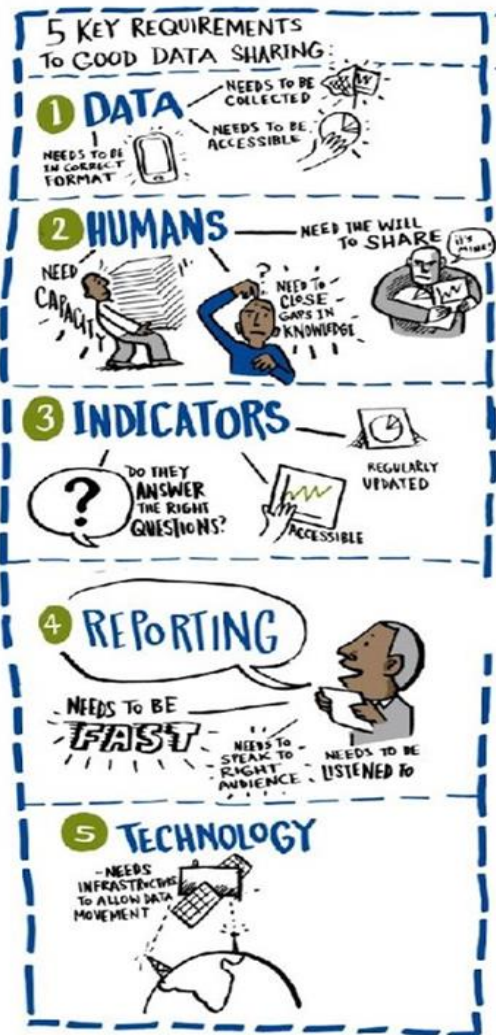 5 KEY REQUIREMENTS
TO GOOD DATA SHARING:
1 DATA
NEEDS TO BE
COLLECTED
NEEDS TO BE
ACCESSIBLE
NEEDS TO BE
IN CORRECT
FORMAT
2 HUMANS
NEED THE WILL
TO SHARE
IT'S
MINE!
NEED
CAPACITY
?
NEED TO
CLOSE
GAPS IN
KNOWLEDGE
3 INDICATORS
REGULARLY
UPDATED
?
DO THEY
ANSWER
THE RIGHT
QUESTIONS?
ACCESSIBLE
4 REPORTING
NEEDS TO BE
FAST
NEEDS TO
SPEAK TO
RIGHT
AUDIENCE
NEEDS TO BE
LISTENED TO
5 TECHNOLOGY
- NEEDS
INFRASTRUCTURE
TO ALLOW DATA
MOVEMENT